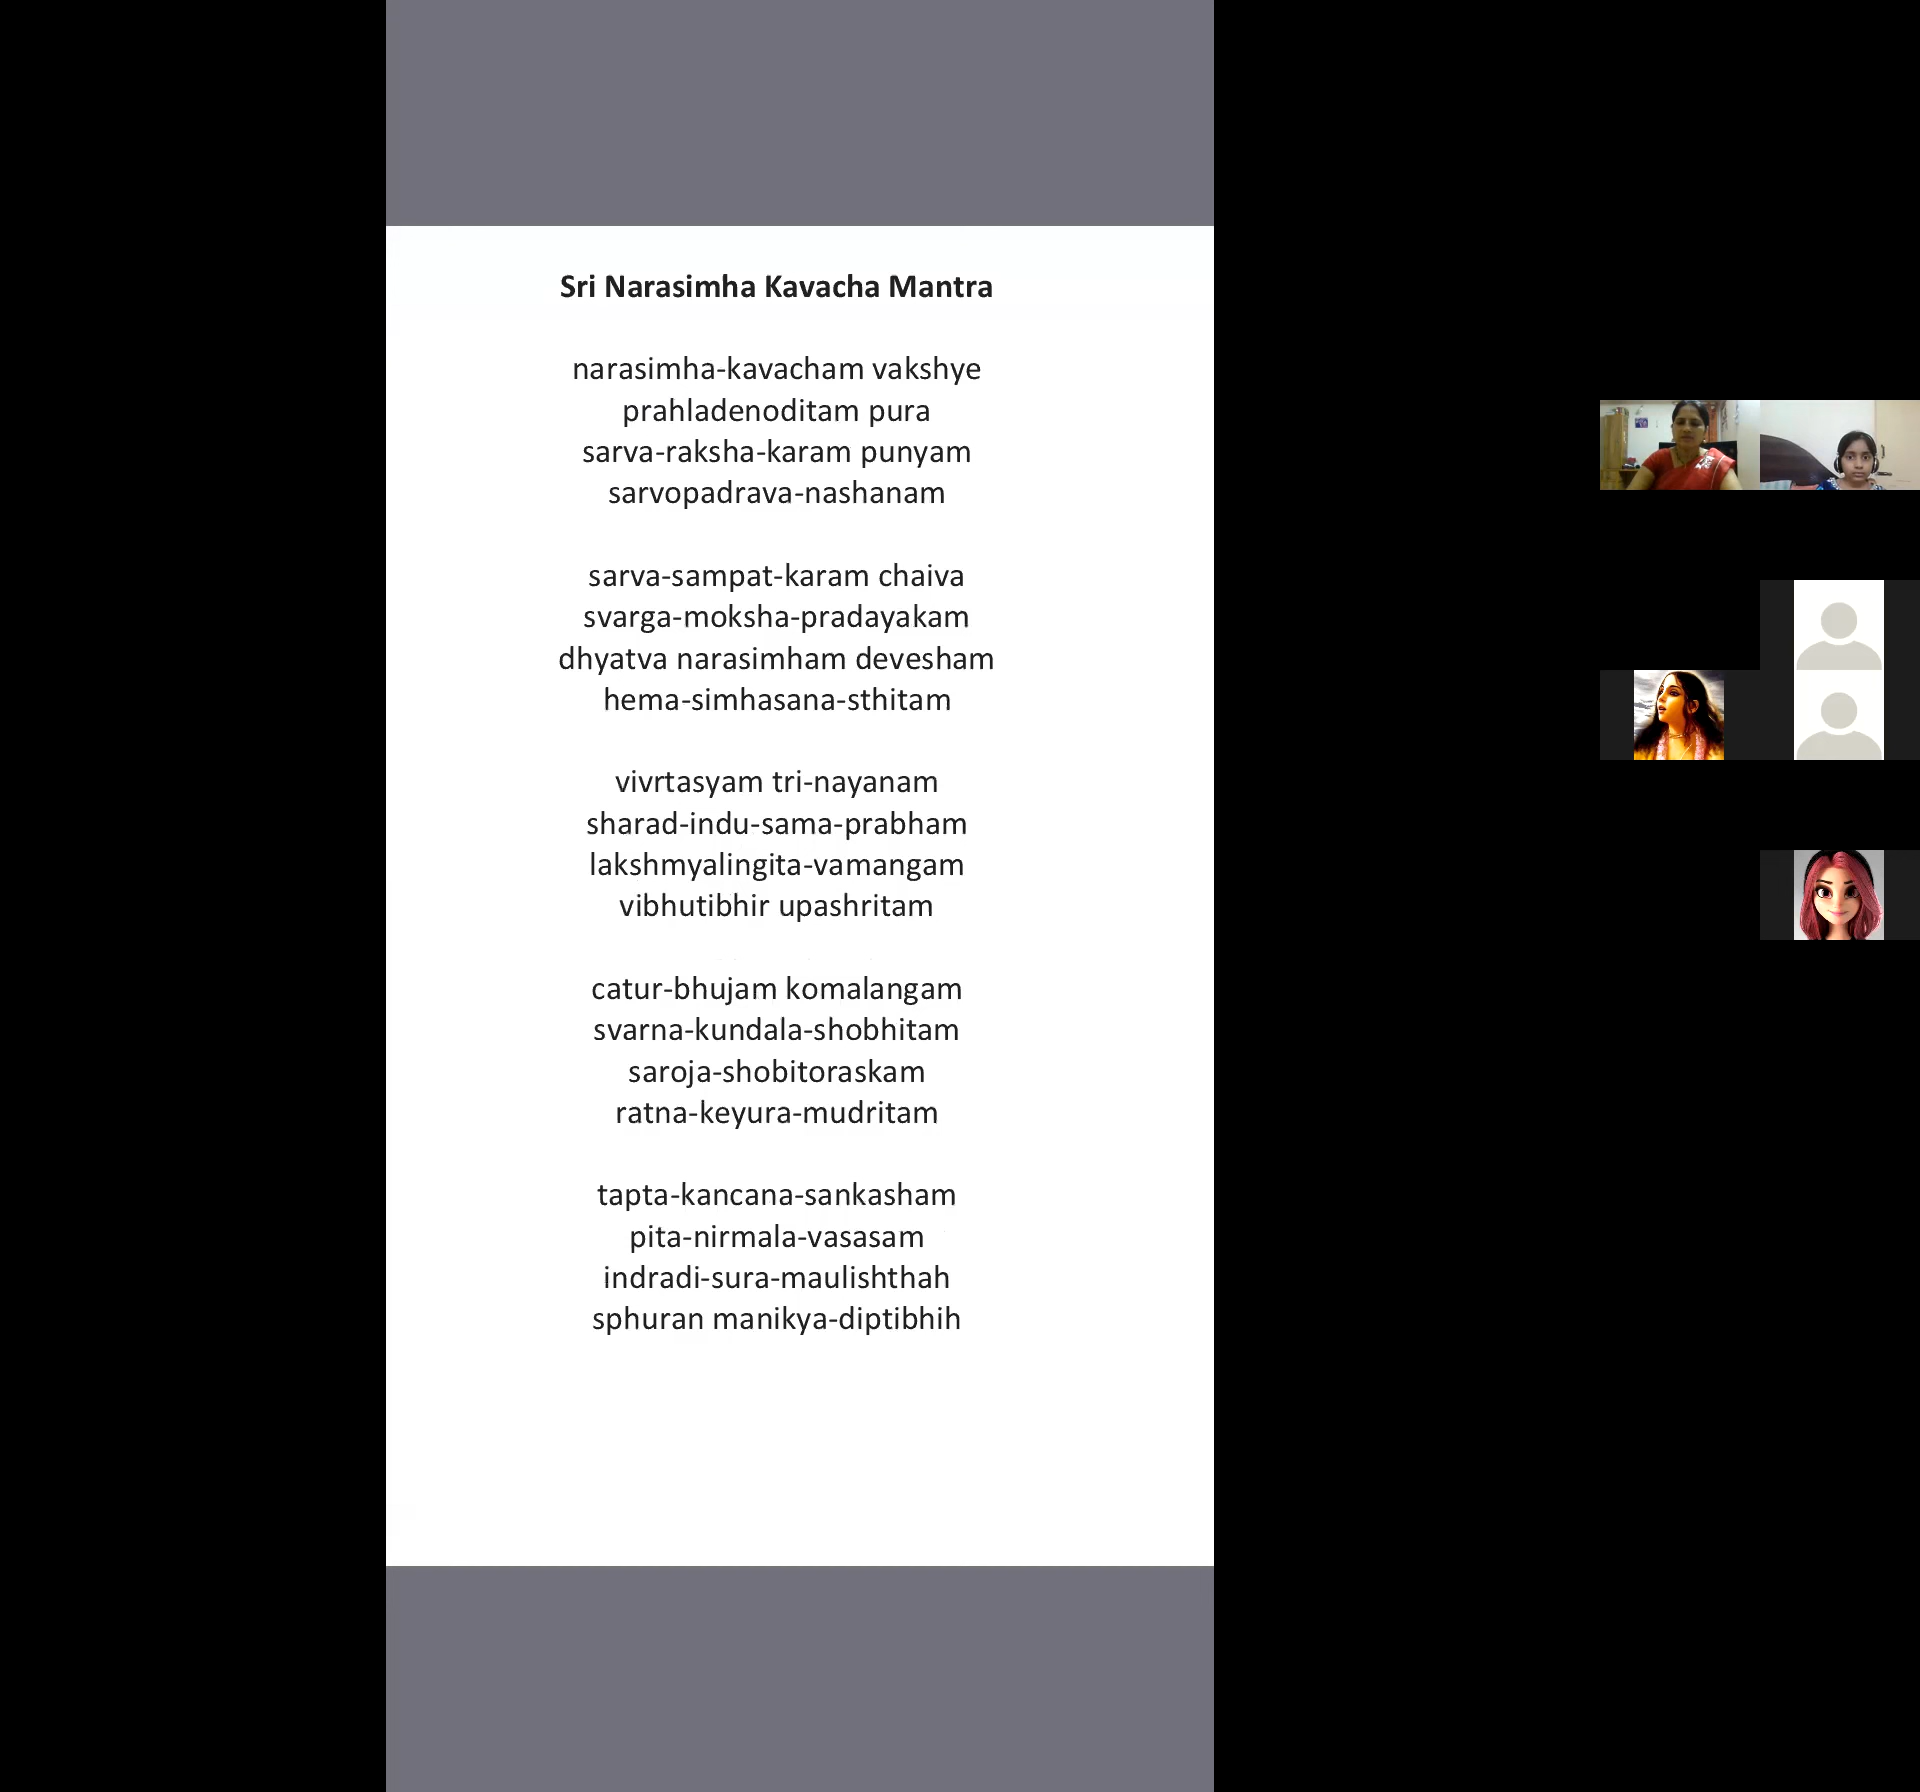 Sri Narasimha Kavacha Mantra
narasimha-kavacham vakshye
prahladenoditam pura
sarva-raksha-karam punyam
sarvopadrava-nashanam
sarva-sampat-karam chaiva
svarga-moksha-pradayakam
dhyatva narasimham devesham
hema-simhasana-sthitam
vivrtasyam tri-nayanam
sharad-indu-sama-prabham
lakshmyalingita-vamangam
vibhutibhir upashritam
catur-bhujam komalangam
svarna-kundala-shobhitam
saroja-shobitoraskam
ratna-keyura-mudritam
tapta-kancana-sankasham
pita-nirmala-vasasam
indradi-sura-maulishthah
sphuran manikya-diptibhih